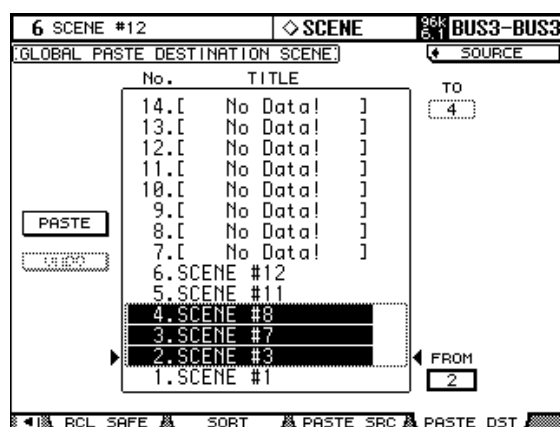 6 SCENE #12 ◇SCENE 96k 6.1 BUS3-BUS3
GLOBAL PASTE DESTINATION SCENE
SOURCE
No. TITLE
TO
4
14.[ No Data! ]
13.[ No Data! ]
12.[ No Data! ]
11.[ No Data! ]
10.[ No Data! ]
9.[ No Data! ]
8.[ No Data! ]
7.[ No Data! ]
6.SCENE #12
5.SCENE #11
4.SCENE #8
3.SCENE #7
2.SCENE #3
1.SCENE #1
PASTE
UNDO
FROM
2
RCL SAFE SORT PASTE SRC PASTE DST